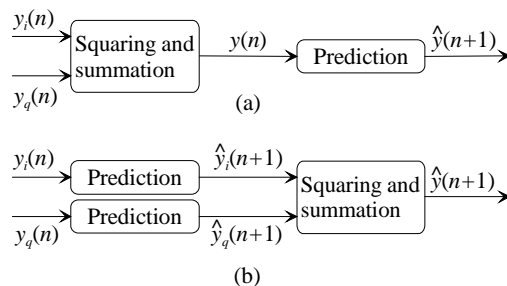 y_i(n)
y_q(n)
Squaring and
summation
y(n)
Prediction
ŷ(n+1)
(a)
y_i(n)
y_q(n)
Prediction
Prediction
ŷ_i(n+1)
ŷ_q(n+1)
Squaring and
summation
ŷ(n+1)
(b)